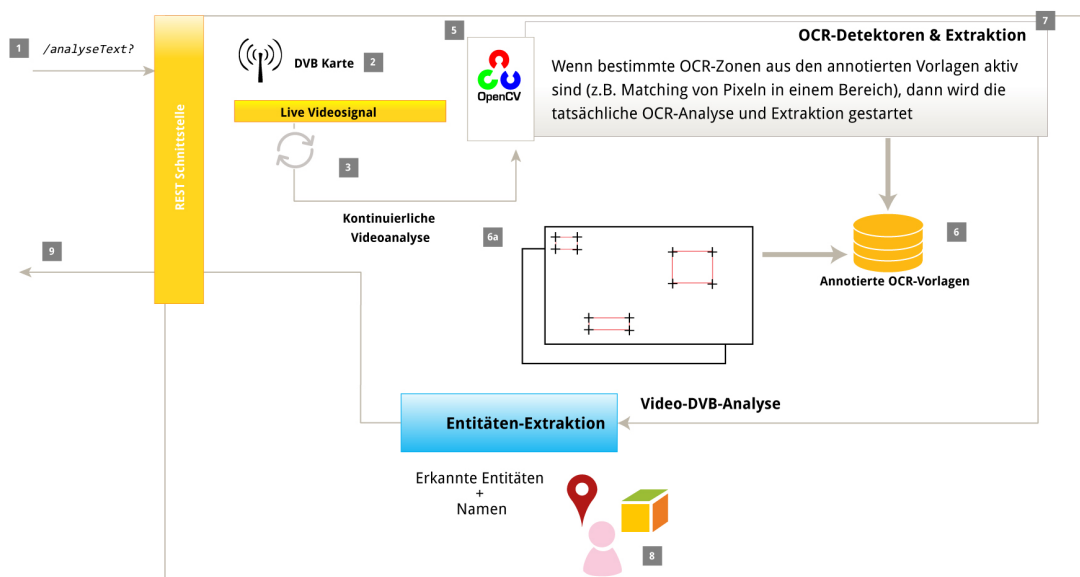 1
/analyseText?
REST Schnittstelle
DVB Karte
2
Live Videosignal
3
Kontinuierliche
Videoanalyse
5
OpenCV
7
OCR-Detektoren & Extraktion
Wenn bestimmte OCR-Zonen aus den annotierten Vorlagen aktiv
sind (z.B. Matching von Pixeln in einem Bereich), dann wird die
tatsächliche OCR-Analyse und Extraktion gestartet
6a
6
Annotierte OCR-Vorlagen
9
Video-DVB-Analyse
Entitäten-Extraktion
Erkannte Entitäten
+
Namen
8